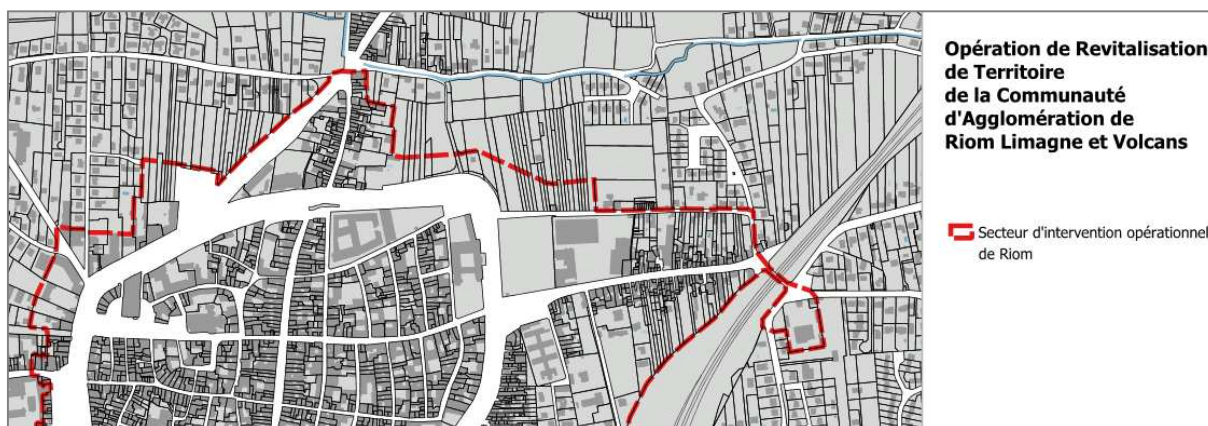 Opération de Revitalisation
de Territoire
de la Communauté
d'Agglomération de
Riom Limagne et Volcans
Secteur d'intervention opérationnel
de Riom